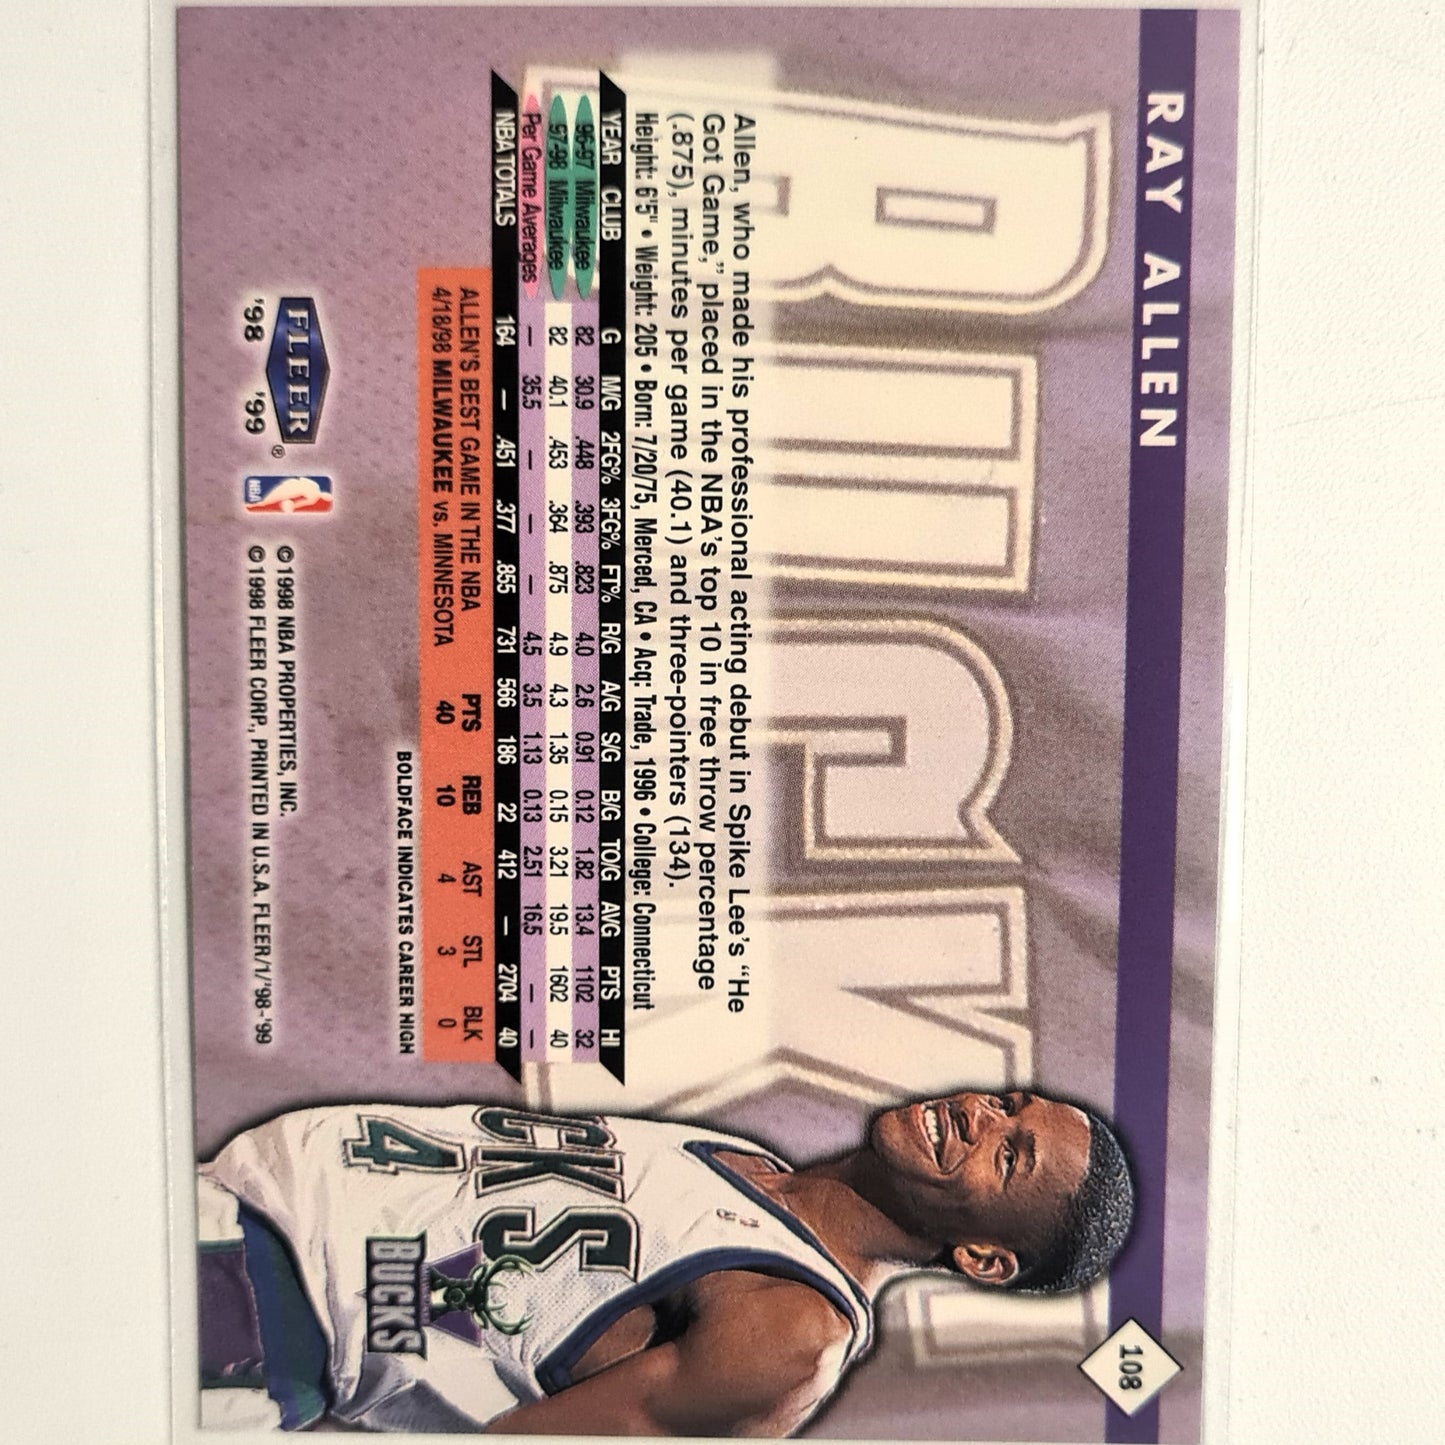 RAY ALLEN
108
Allen, who made his professional acting debut in Spike Lee's “He
Got Game,” placed in the NBA's top 10 in free throw percentage
(.875), minutes per game (40.1) and three-pointers (134).
Height: 6'5" • Weight: 205 • Born: 7/20/75, Merced, CA • Acq: Trade, 1996 • College: Connecticut
YEAR CLUB G M/G 2FG% 3FG% FT% R/G A/G S/G B/G TO/G AVG PTS HI
96-97 Milwaukee 82 30.9 .448 .393 .823 4.0 2.6 0.91 0.12 1.82 13.4 1102 32
97-98 Milwaukee 82 40.1 .453 .364 .875 4.9 4.3 1.35 0.15 3.21 19.5 1602 40
Per Game Averages — 35.5 — — — 4.5 3.5 1.13 0.13 2.51 16.5 — —
NBA TOTALS 164 — .451 .377 .855 731 566 186 22 412 — 2704 40
ALLEN'S BEST GAME IN THE NBA PTS REB AST STL BLK
4/18/98 MILWAUKEE vs. MINNESOTA 40 10 4 3 0
BOLDFACE INDICATES CAREER HIGH
FLEER®
'98 '99
NBA
© 1998 NBA PROPERTIES, INC.
© 1998 FLEER CORP., PRINTED IN U.S.A. FLEER/1/'98-'99
CKS
4
BUCKS